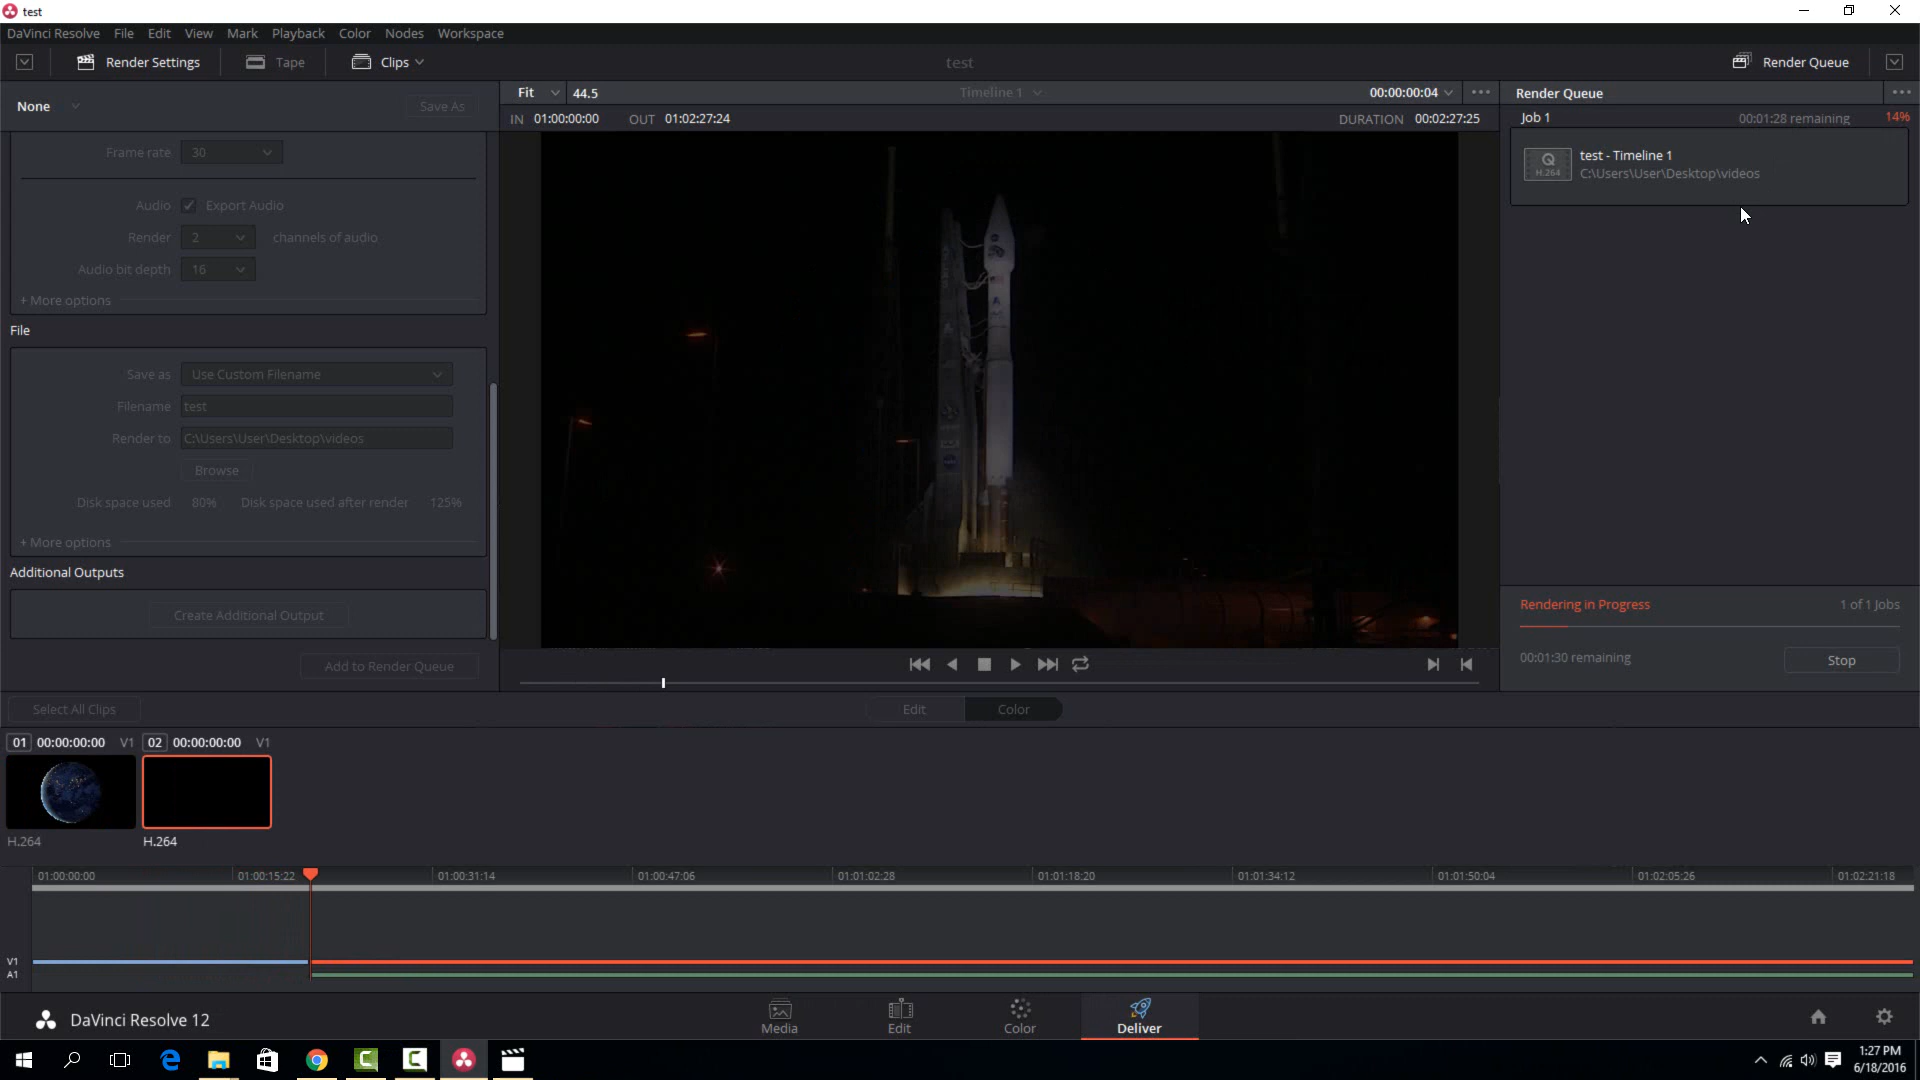 test
DaVinci Resolve File Edit View Mark Playback Color Nodes Workspace
Render Settings Tape Clips test Render Queue
None Save As
Fit 44.5 Timeline 1 00:00:00:04
IN 01:00:00:00 OUT 01:02:27:24 DURATION 00:02:27:25
Render Queue
Job 1 00:01:28 remaining 14%
Q H.264
test - Timeline 1
C:\Users\User\Desktop\videos
Frame rate 30
Audio Export Audio
Render 2 channels of audio
Audio bit depth 16
+ More options
File
Save as Use Custom Filename
Filename test
Render to C:\Users\User\Desktop\videos
Browse
Disk space used 80% Disk space used after render 125%
+ More options
Additional Outputs
Create Additional Output
Add to Render Queue
Rendering in Progress 1 of 1 Jobs
00:01:30 remaining Stop
Select All Clips Edit Color
01 00:00:00:00 V1 02 00:00:00:00 V1
H.264 H.264
01:00:00:00 01:00:15:22 01:00:31:14 01:00:47:06 01:01:02:28 01:01:18:20 01:01:34:12 01:01:50:04 01:02:05:26 01:02:21:18
V1
A1
DaVinci Resolve 12 Media Edit Color Deliver
1:27 PM
6/18/2016